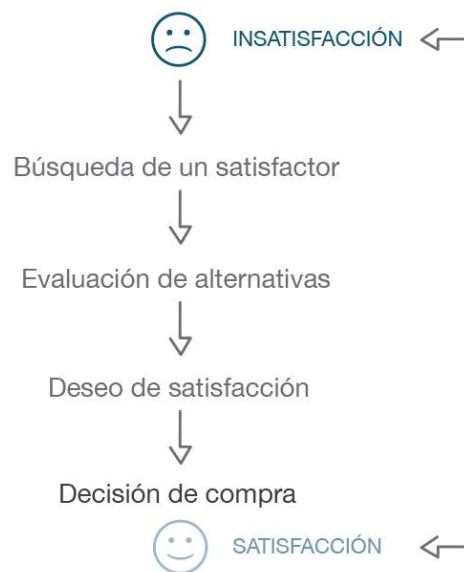 INSATISFACCIÓN
Búsqueda de un satisfactor
Evaluación de alternativas
Deseo de satisfacción
Decisión de compra
SATISFACCIÓN